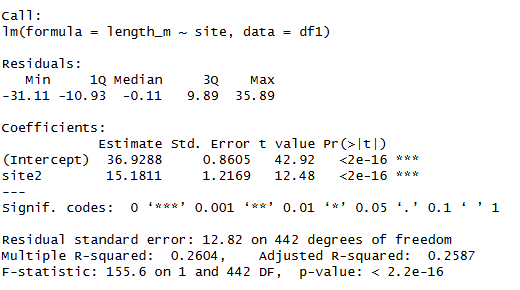 Call:
lm(formula = length_m ~ site, data = df1)
Residuals:
Min 1Q Median 3Q Max
-31.11 -10.93 -0.11 9.89 35.89
Coefficients:
Estimate Std. Error t value Pr(>|t|)
(Intercept) 36.9288 0.8605 42.92 <2e-16 ***
site2 15.1811 1.2169 12.48 <2e-16 ***
---
Signif. codes: 0 ‘***’ 0.001 ‘**’ 0.01 ‘*’ 0.05 ‘.’ 0.1 ‘ ’ 1
Residual standard error: 12.82 on 442 degrees of freedom
Multiple R-squared: 0.2604, Adjusted R-squared: 0.2587
F-statistic: 155.6 on 1 and 442 DF, p-value: < 2.2e-16